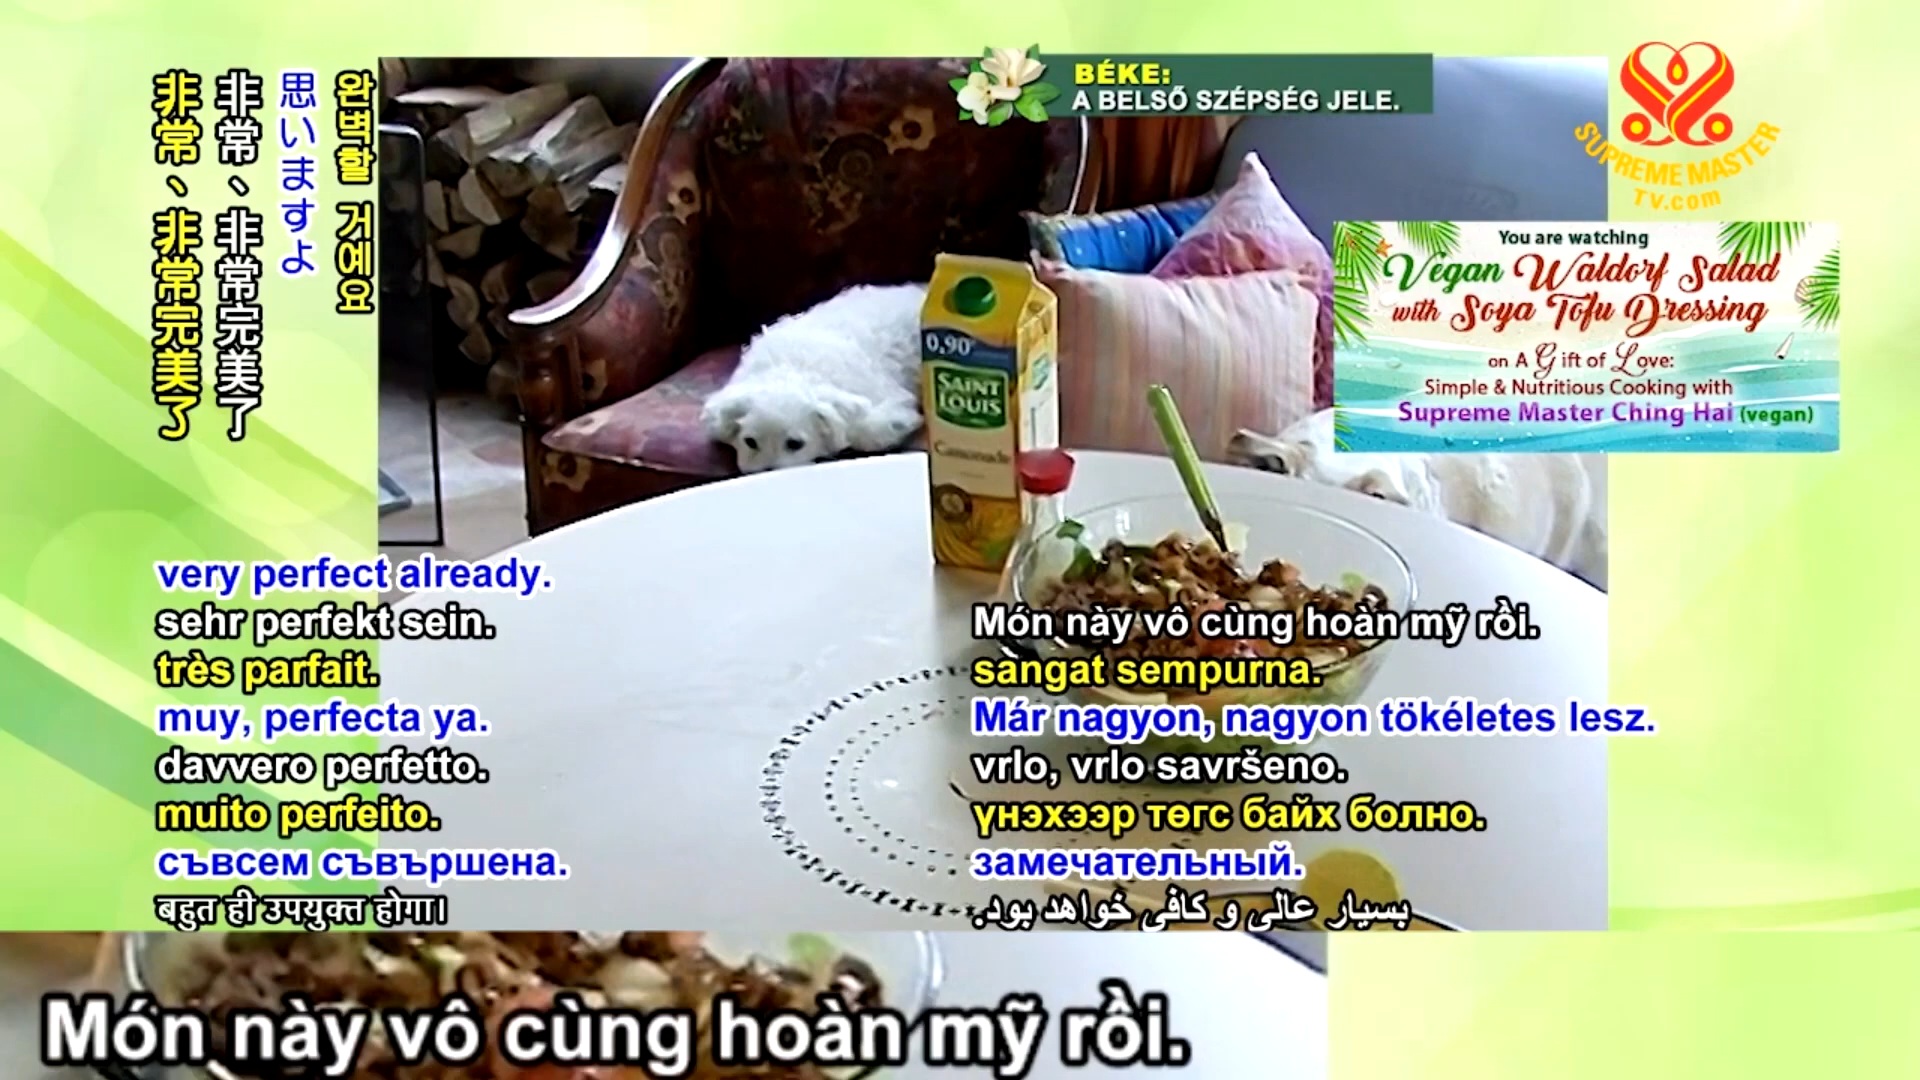 非常、非常完美了
非常、非常完美了
思いますよ
완벽할 거예요
BÉKE:
A BELSŐ SZÉPSÉG JELE.
SUPREME MASTER
TV.com
You are watching
Vegan Waldorf Salad
with Soya Tofu Dressing
on A Gift of Love:
Simple & Nutritious Cooking with
Supreme Master Ching Hai (vegan)
0,90€
SAINT
LOUIS
very perfect already.
sehr perfekt sein.
très parfait.
muy, perfecta ya.
davvero perfetto.
muito perfeito.
съвсем съвършена.
बहुत ही उपयुक्त होगा।
Món này vô cùng hoàn mỹ rồi.
sangat sempurna.
Már nagyon, nagyon tökéletes lesz.
vrlo, vrlo savršeno.
үнэхээр төгс байх болно.
замечательный.
بسیار عالی و کافی خواهد بود.
Món này vô cùng hoàn mỹ rồi.